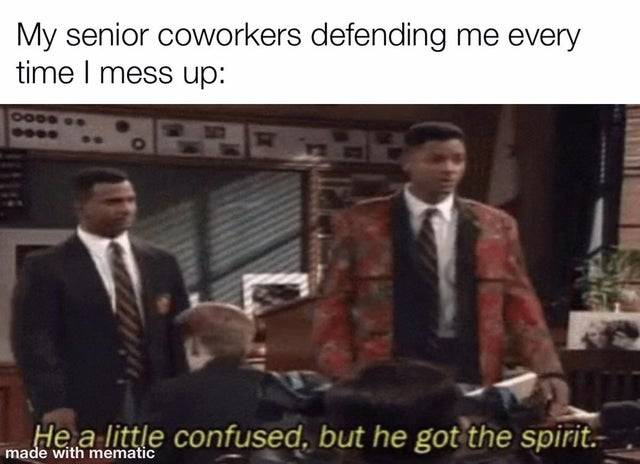 My senior coworkers defending me every
time I mess up:
He a little confused, but he got the spirit.
made with mematic